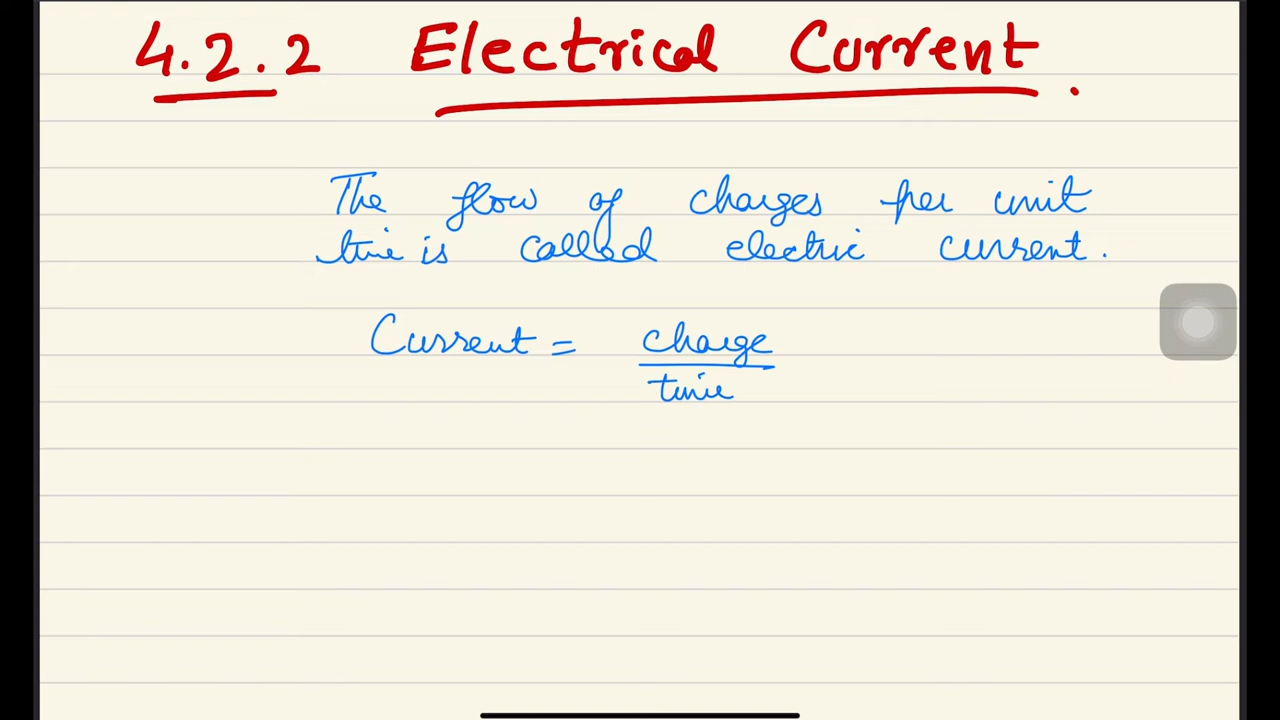 4.2.2 Electrical Current.
The flow of charges per unit
time is called electric current.
Current = charge
time